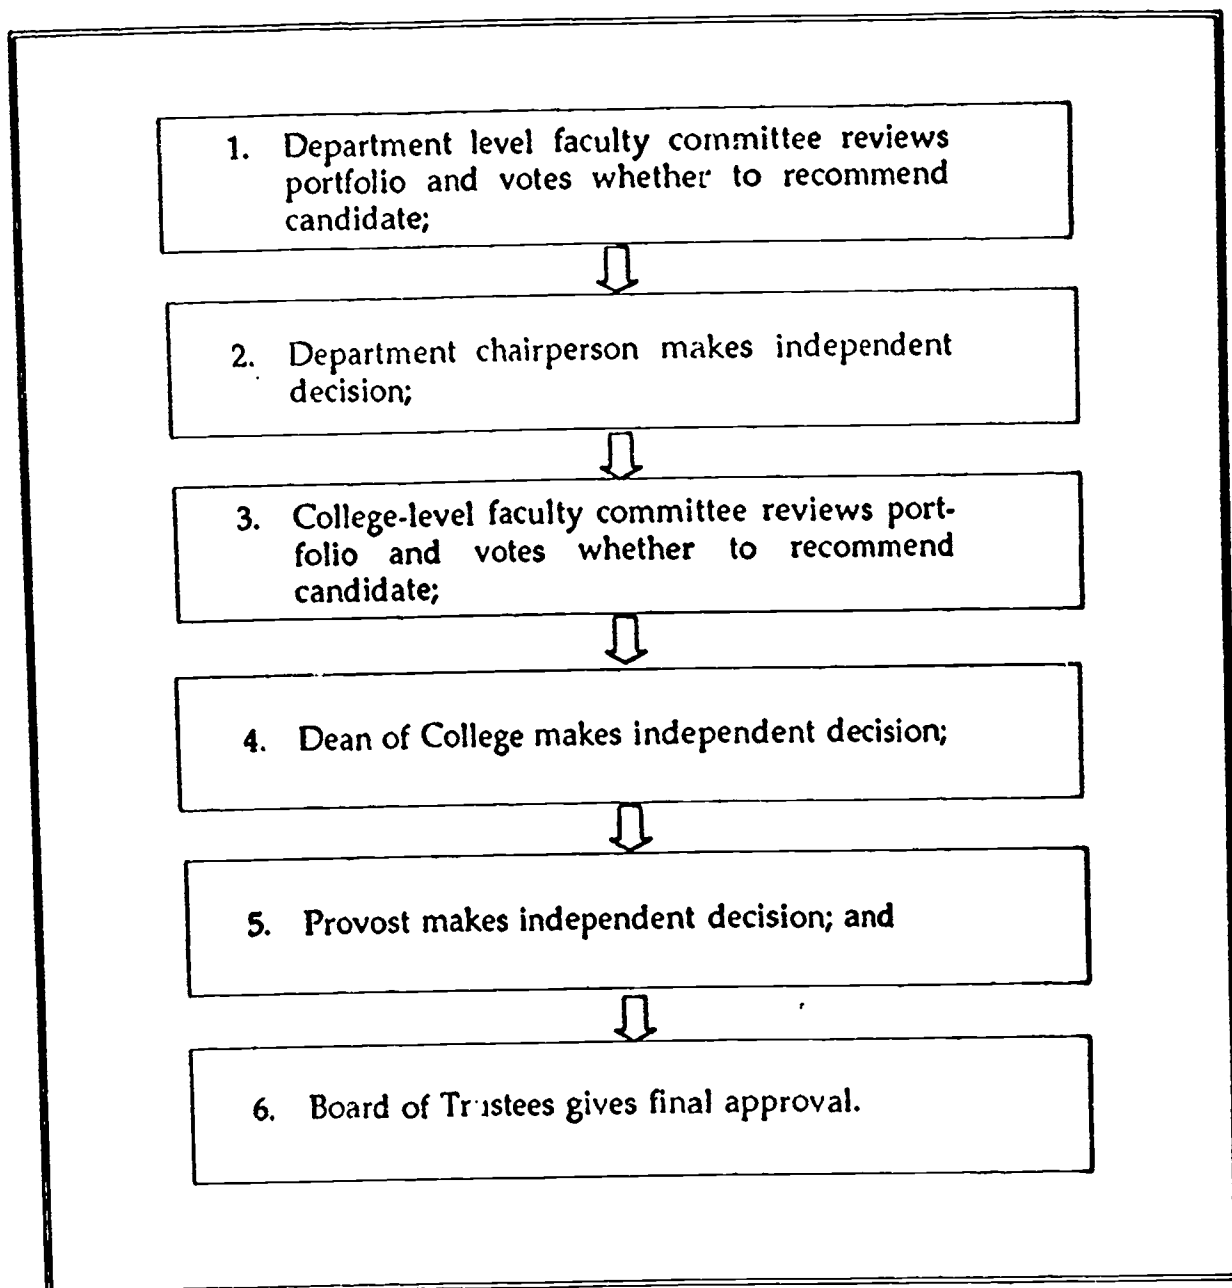 1. Department level faculty committee reviews
portfolio and votes whether to recommend
candidate;
2. Department chairperson makes independent
decision;
3. College-level faculty committee reviews port-
folio and votes whether to recommend
candidate;
4. Dean of College makes independent decision;
5. Provost makes independent decision; and
6. Board of Trustees gives final approval.